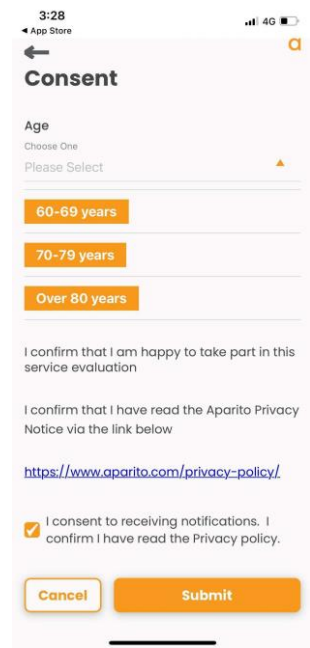 3:28
4G
◀ App Store
a
Consent
Age
Choose One
Please Select
60-69 years
70-79 years
Over 80 years
I confirm that I am happy to take part in this
service evaluation
I confirm that I have read the Aparito Privacy
Notice via the link below
https://www.aparito.com/privacy-policy/
I consent to receiving notifications. I
confirm I have read the Privacy policy.
Cancel
Submit